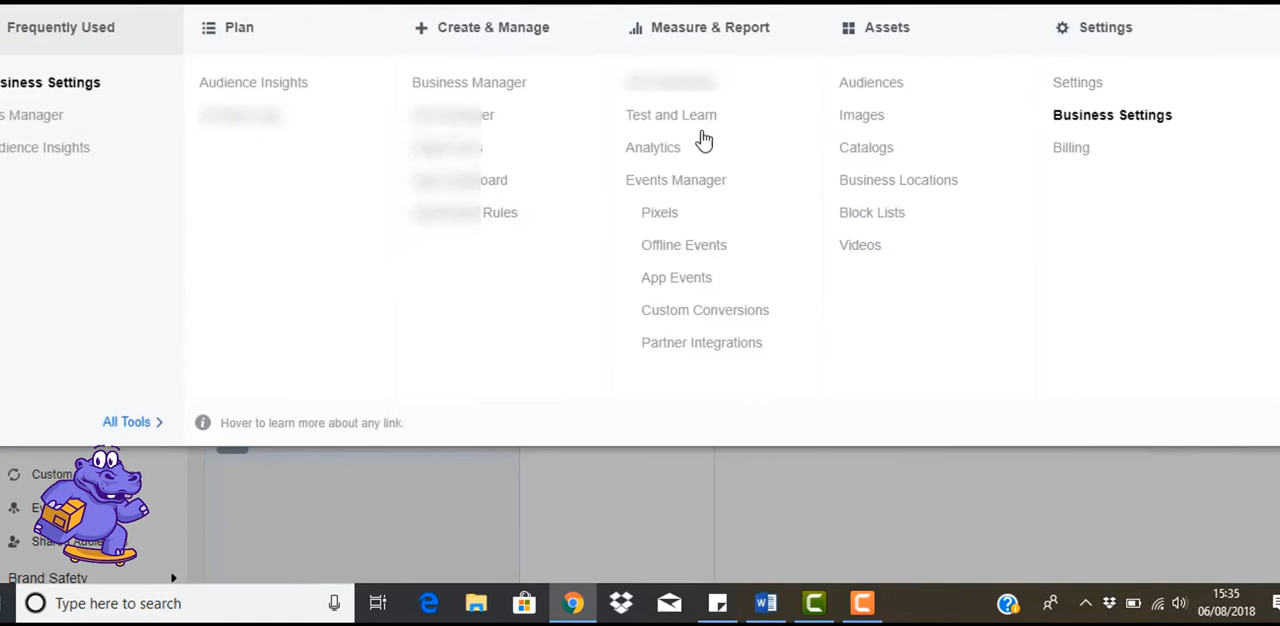 Frequently Used
Plan
Create & Manage
Measure & Report
Assets
Settings
siness Settings
s Manager
dience Insights
Audience Insights
Business Manager
er
s
oard
Rules
Test and Learn
Analytics
Events Manager
Pixels
Offline Events
App Events
Custom Conversions
Partner Integrations
Audiences
Images
Catalogs
Business Locations
Block Lists
Videos
Settings
Business Settings
Billing
All Tools
Hover to learn more about any link.
Custom
Brand Safety
Type here to search
15:35
06/08/2018